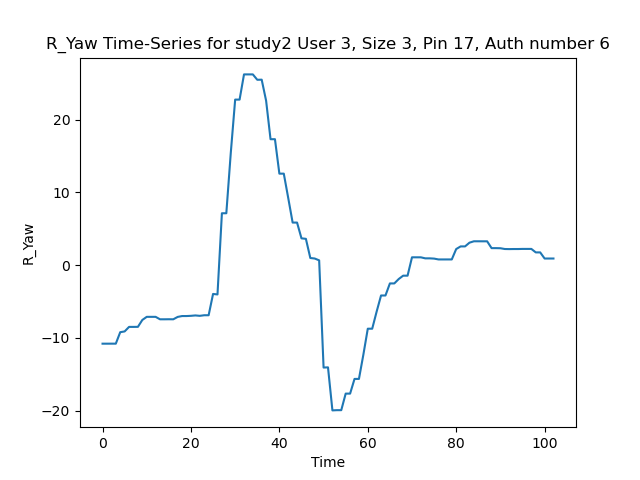 R_Yaw Time-Series for study2 User 3, Size 3, Pin 17, Auth number 6
20
10
0
−10
−20
R_Yaw
0 20 40 60 80 100
Time